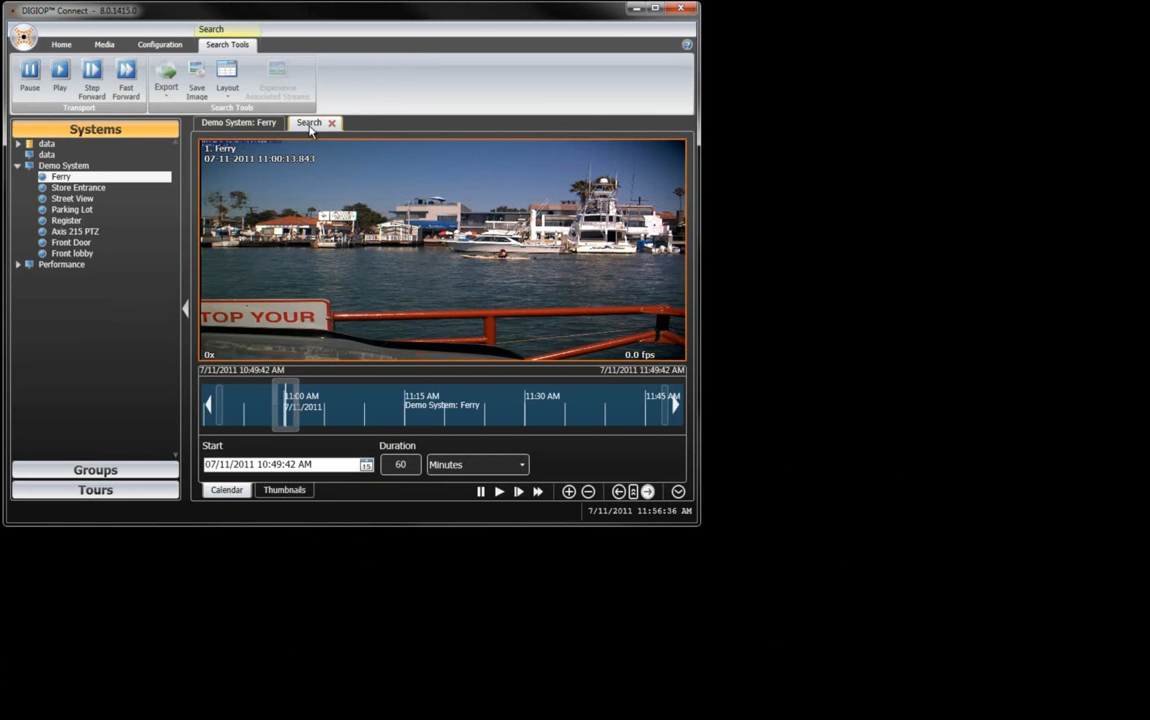 DIGIOP™ Connect - 8.0.1415.0
Search
Home Media Configuration Search Tools
Pause Play Step Forward Fast Forward Export Save Image Layout Experience Associated Streams
Transport Search Tools
Systems
data
data
Demo System
Ferry
Store Entrance
Street View
Parking Lot
Register
Axis 215 PTZ
Front Door
Front lobby
Performance
Groups
Tours
Demo System: Ferry Search
1. Ferry
07-11-2011 11:00:13.843
TOP YOUR
0x 0.0 fps
7/11/2011 10:49:42 AM 7/11/2011 11:49:42 AM
11:00 AM 11:15 AM 11:30 AM 11:45 AM
7/11/2011 Demo System: Ferry
Start Duration
07/11/2011 10:49:42 AM 15 60 Minutes
Calendar Thumbnails
7/11/2011 11:56:36 AM